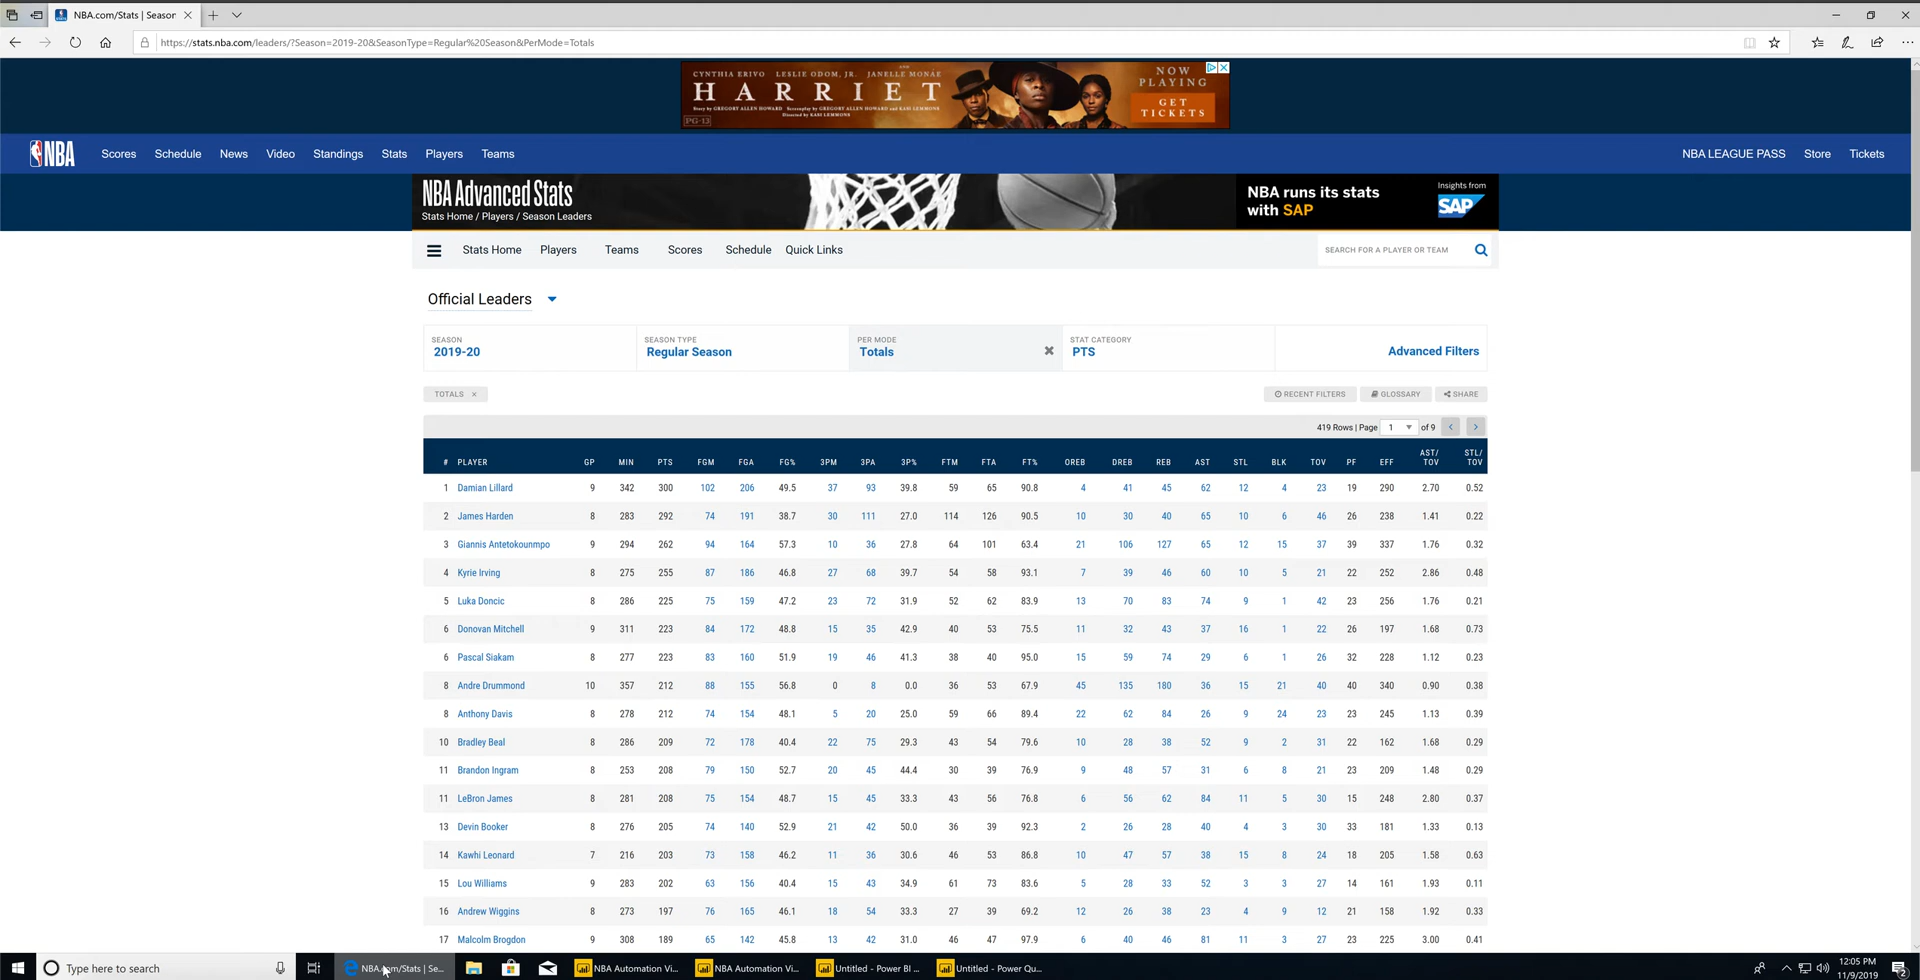 NBA.com/Stats | Season
https://stats.nba.com/leaders/?Season=2019-20&SeasonType=Regular%20Season&PerMode=Totals
AND
CYNTHIA ERIVO LESLIE ODOM, JR. JANELLE MONÁE
HARRIET
Story by GREGORY ALLEN HOWARD Screenplay by GREGORY ALLEN HOWARD and KASI LEMMONS
Directed by KASI LEMMONS
PG-13
NOW
PLAYING
GET
TICKETS
NBA Scores Schedule News Video Standings Stats Players Teams NBA LEAGUE PASS Store Tickets
NBA Advanced Stats
Stats Home / Players / Season Leaders
NBA runs its stats
with SAP
Insights from
SAP
Stats Home Players Teams Scores Schedule Quick Links SEARCH FOR A PLAYER OR TEAM
Official Leaders
SEASON SEASON TYPE PER MODE STAT CATEGORY
2019-20 Regular Season Totals PTS Advanced Filters
TOTALS × RECENT FILTERS GLOSSARY SHARE
419 Rows | Page 1 of 9
# PLAYER GP MIN PTS FGM FGA FG% 3PM 3PA 3P% FTM FTA FT% OREB DREB REB AST STL BLK TOV PF EFF AST/TOV STL/TOV
1 Damian Lillard 9 342 300 102 206 49.5 37 93 39.8 59 65 90.8 4 41 45 62 12 4 23 19 290 2.70 0.52
2 James Harden 8 283 292 74 191 38.7 30 111 27.0 114 126 90.5 10 30 40 65 10 6 46 26 238 1.41 0.22
3 Giannis Antetokounmpo 9 294 262 94 164 57.3 10 36 27.8 64 101 63.4 21 106 127 65 12 15 37 39 337 1.76 0.32
4 Kyrie Irving 8 275 255 87 186 46.8 27 68 39.7 54 58 93.1 7 39 46 60 10 5 21 22 252 2.86 0.48
5 Luka Doncic 8 286 225 75 159 47.2 23 72 31.9 52 62 83.9 13 70 83 74 9 1 42 23 256 1.76 0.21
6 Donovan Mitchell 9 311 223 84 172 48.8 15 35 42.9 40 53 75.5 11 32 43 37 16 1 22 26 197 1.68 0.73
6 Pascal Siakam 8 277 223 83 160 51.9 19 46 41.3 38 40 95.0 15 59 74 29 6 1 26 32 228 1.12 0.23
8 Andre Drummond 10 357 212 88 155 56.8 0 8 0.0 36 53 67.9 45 135 180 36 15 21 40 40 340 0.90 0.38
8 Anthony Davis 8 278 212 74 154 48.1 5 20 25.0 59 66 89.4 22 62 84 26 9 24 23 23 245 1.13 0.39
10 Bradley Beal 8 286 209 72 178 40.4 22 75 29.3 43 54 79.6 10 28 38 52 9 2 31 22 162 1.68 0.29
11 Brandon Ingram 8 253 208 79 150 52.7 20 45 44.4 30 39 76.9 9 48 57 31 6 8 21 23 209 1.48 0.29
11 LeBron James 8 281 208 75 154 48.7 15 45 33.3 43 56 76.8 6 56 62 84 11 5 30 15 248 2.80 0.37
13 Devin Booker 8 276 205 74 140 52.9 21 42 50.0 36 39 92.3 2 26 28 40 4 3 30 33 181 1.33 0.13
14 Kawhi Leonard 7 216 203 73 158 46.2 11 36 30.6 46 53 86.8 10 47 57 38 15 8 24 18 205 1.58 0.63
15 Lou Williams 9 283 202 63 156 40.4 15 43 34.9 61 73 83.6 5 28 33 52 3 3 27 14 161 1.93 0.11
16 Andrew Wiggins 8 273 197 76 165 46.1 18 54 33.3 27 39 69.2 12 26 38 23 4 9 12 21 158 1.92 0.33
17 Malcolm Brogdon 9 308 189 65 142 45.8 13 42 31.0 46 47 97.9 6 40 46 81 11 3 27 23 225 3.00 0.41
Type here to search NBA.com/Stats | Se... NBA Automation Vi... NBA Automation Vi... Untitled - Power BI ... Untitled - Power Qu... 12:05 PM
11/9/2019
2